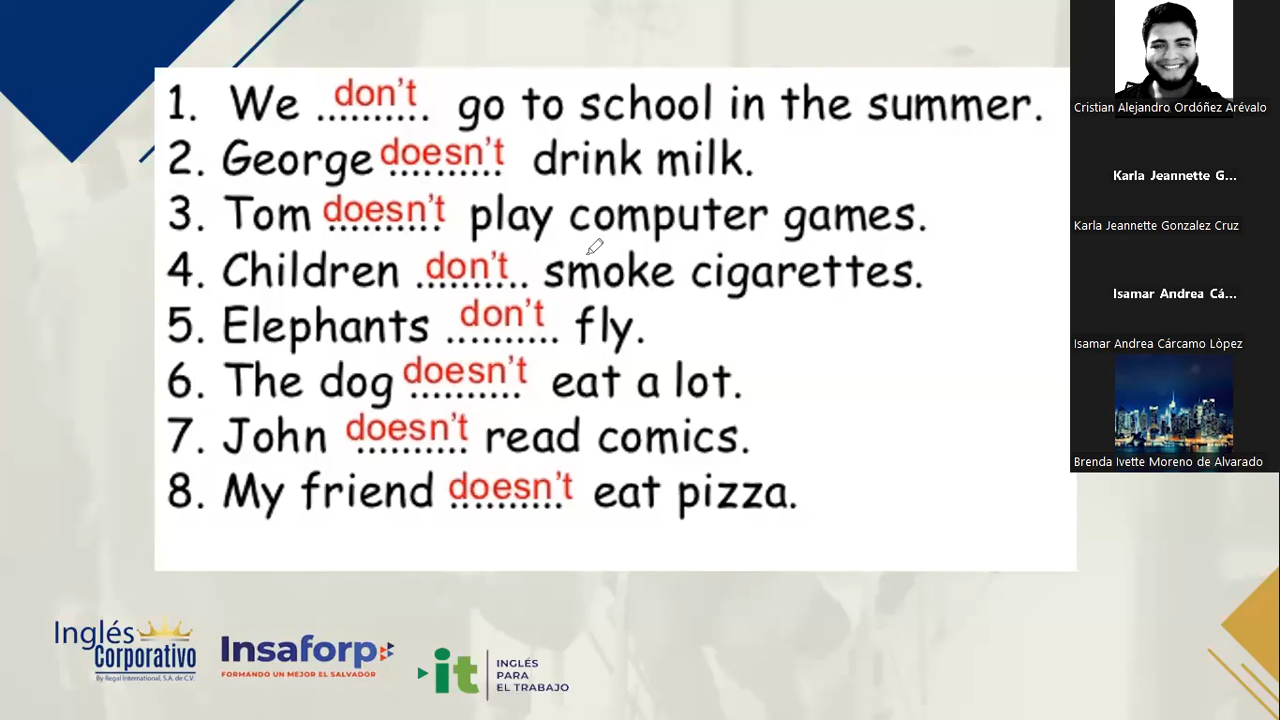 1. We don't go to school in the summer.
2. George doesn't drink milk.
3. Tom doesn't play computer games.
4. Children don't smoke cigarettes.
5. Elephants don't fly.
6. The dog doesn't eat a lot.
7. John doesn't read comics.
8. My friend doesn't eat pizza.
Cristian Alejandro Ordóñez Arévalo
Karla Jeannette G...
Karla Jeannette Gonzalez Cruz
Isamar Andrea Cá...
Isamar Andrea Cárcamo Lòpez
Brenda Ivette Moreno de Alvarado
Inglés
Corporativo
By Regal International, S.A. de C.V.
Insaforp
FORMANDO UN MEJOR EL SALVADOR
it
INGLÉS
PARA
EL TRABAJO